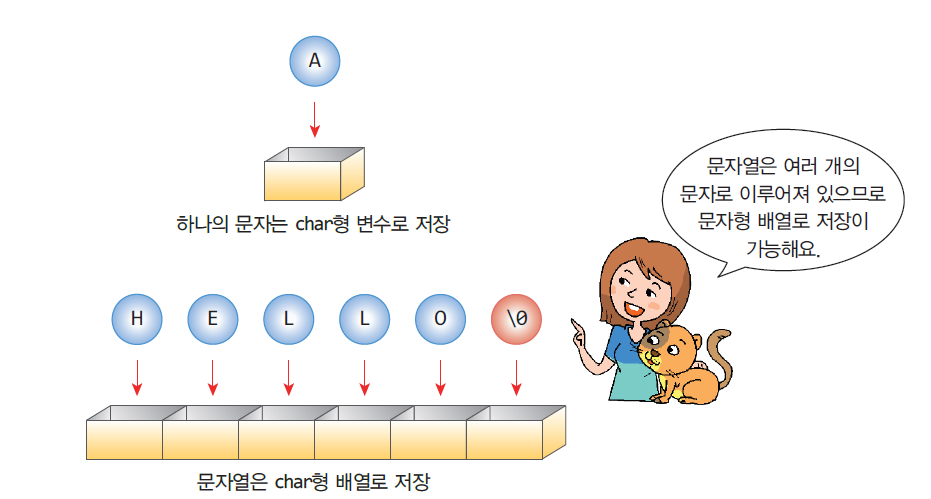 A
하나의 문자는 char형 변수로 저장
문자열은 여러 개의
문자로 이루어져 있으므로
문자형 배열로 저장이
가능해요.
H E L L O \0
문자열은 char형 배열로 저장